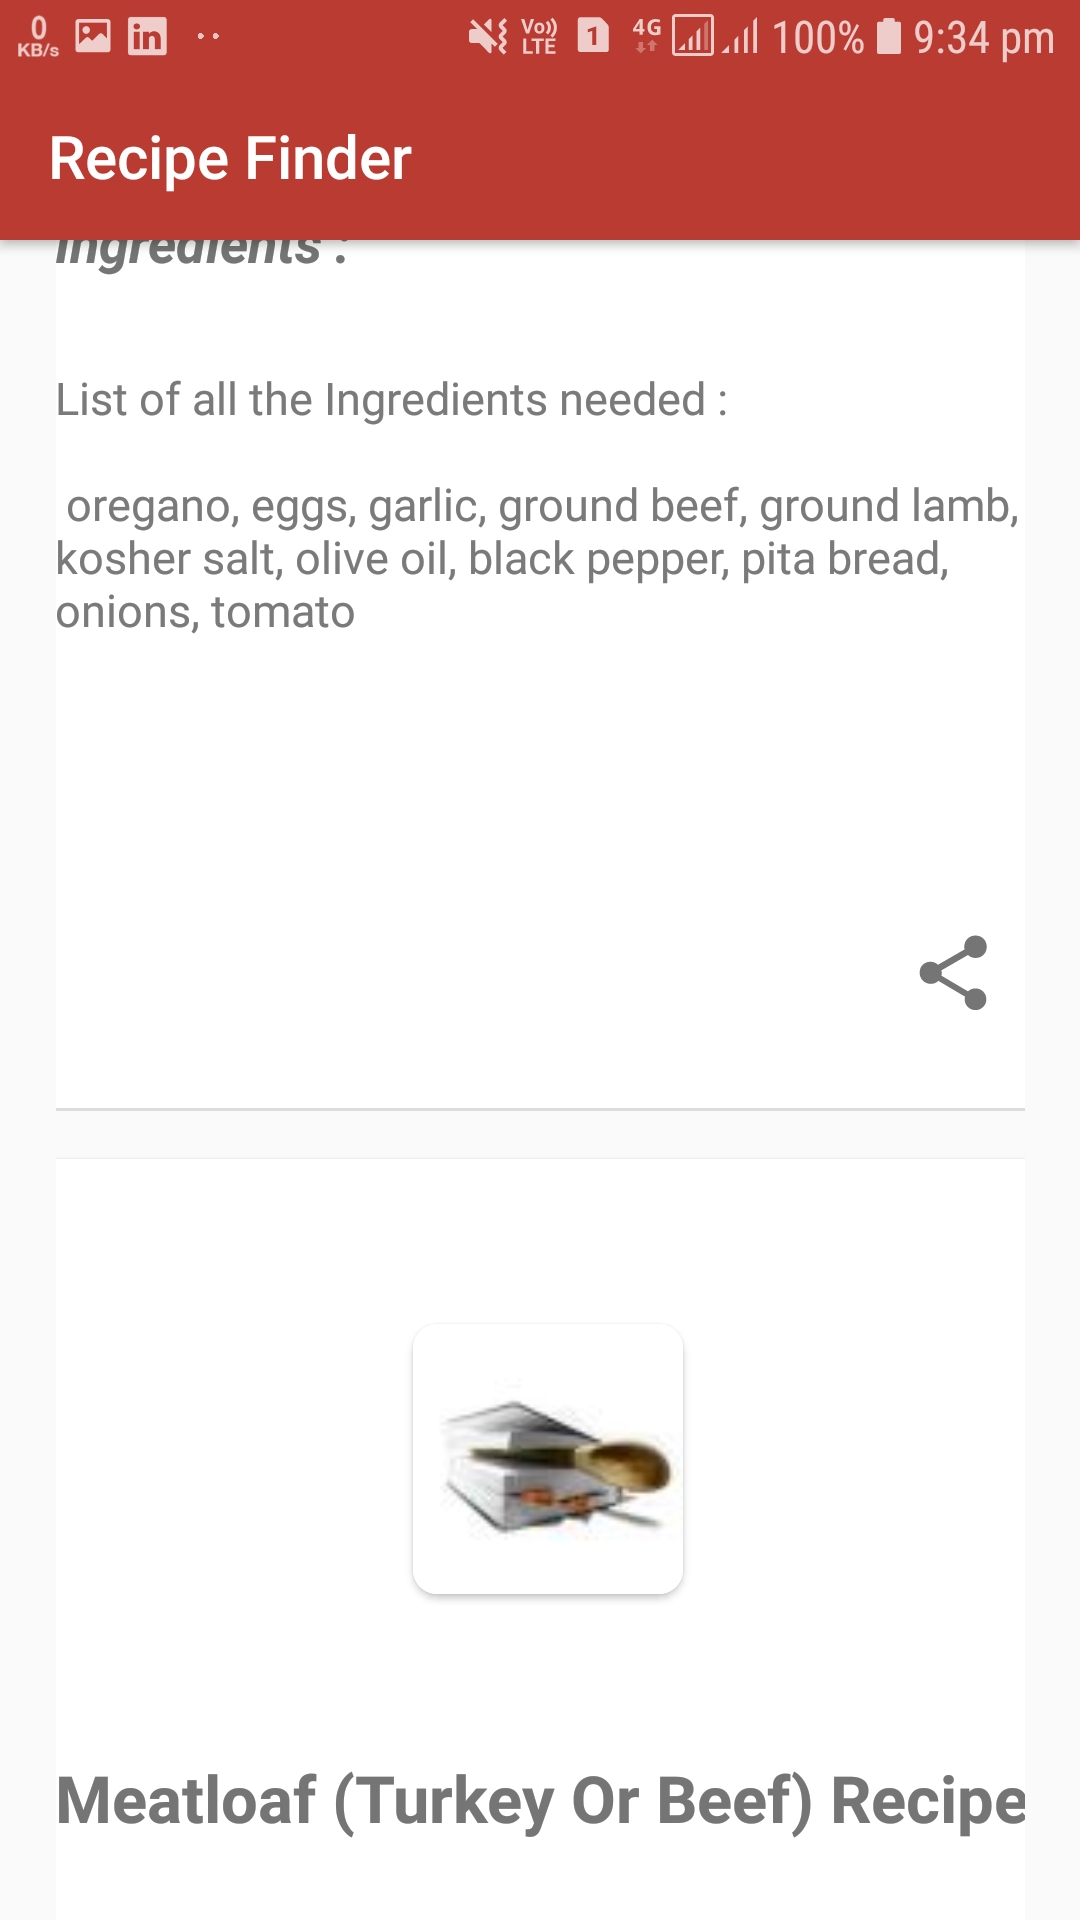 0
KB/s
in
Vo))
LTE
1
4G
100%
9:34 pm
Recipe Finder
Ingredients :
List of all the Ingredients needed :
oregano, eggs, garlic, ground beef, ground lamb,
kosher salt, olive oil, black pepper, pita bread,
onions, tomato
Meatloaf (Turkey Or Beef) Recipe